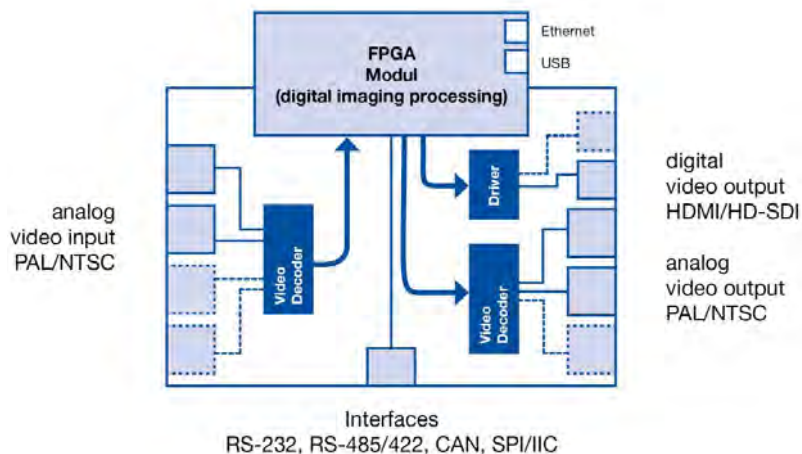 FPGA
Modul
(digital imaging processing)
Ethernet
USB
analog
video input
PAL/NTSC
Video
Decoder
Driver
Video
Decoder
digital
video output
HDMI/HD-SDI
analog
video output
PAL/NTSC
Interfaces
RS-232, RS-485/422, CAN, SPI/IIC